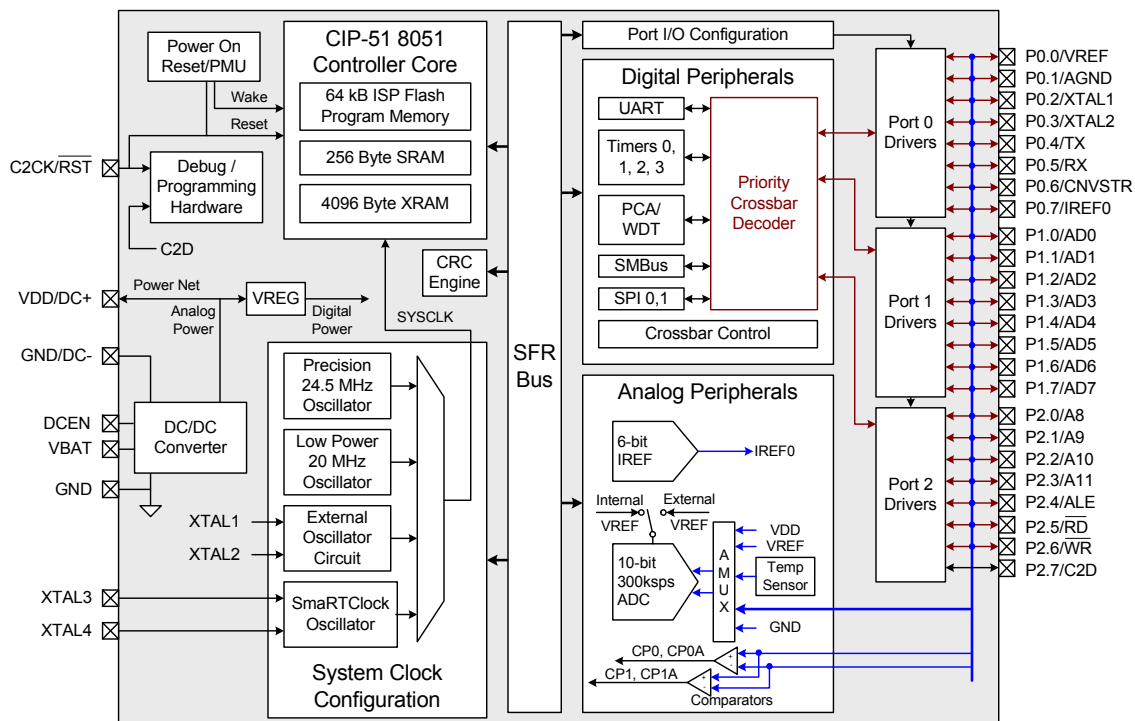 Power On
Reset/PMU
Wake
Reset
C2CK/RST
Debug /
Programming
Hardware
C2D
CIP-51 8051
Controller Core
64 kB ISP Flash
Program Memory
256 Byte SRAM
4096 Byte XRAM
CRC
Engine
VDD/DC+
Power Net
Analog
Power
VREG
Digital
Power
SYSCLK
GND/DC-
DCEN
VBAT
GND
DC/DC
Converter
XTAL1
XTAL2
XTAL3
XTAL4
Precision
24.5 MHz
Oscillator
Low Power
20 MHz
Oscillator
External
Oscillator
Circuit
SmaRTClock
Oscillator
System Clock
Configuration
SFR
Bus
Port I/O Configuration
Digital Peripherals
UART
Timers 0,
1, 2, 3
PCA/
WDT
SMBus
SPI 0,1
Priority
Crossbar
Decoder
Crossbar Control
Analog Peripherals
6-bit
IREF
IREF0
Internal
VREF
External
VREF
10-bit
300ksps
ADC
A
M
U
X
VDD
VREF
Temp
Sensor
GND
CP0, CP0A
+
-
CP1, CP1A
+
-
Comparators
Port 0
Drivers
Port 1
Drivers
Port 2
Drivers
P0.0/VREF
P0.1/AGND
P0.2/XTAL1
P0.3/XTAL2
P0.4/TX
P0.5/RX
P0.6/CNVSTR
P0.7/IREF0
P1.0/AD0
P1.1/AD1
P1.2/AD2
P1.3/AD3
P1.4/AD4
P1.5/AD5
P1.6/AD6
P1.7/AD7
P2.0/A8
P2.1/A9
P2.2/A10
P2.3/A11
P2.4/ALE
P2.5/RD
P2.6/WR
P2.7/C2D